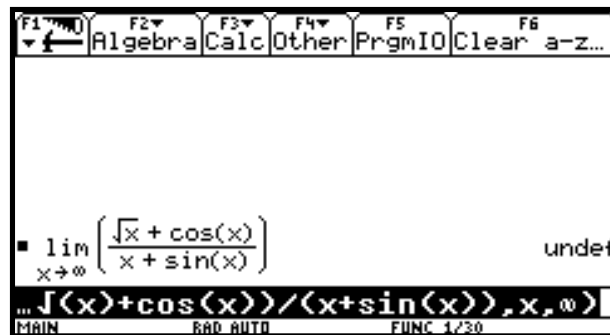 F1 F2 Algebra F3 Calc F4 Other F5 PrgmIO F6 Clear a-z…
▪ lim x→∞ ((√x + cos(x))/(x + sin(x))) undef
…√(x)+cos(x))/(x+sin(x)),x,∞)
MAIN RAD AUTO FUNC 1/30